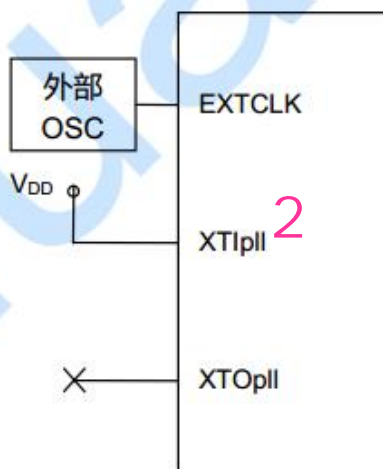 外部
OSC
EXTCLK
VDD
XTIpll
2
XTOpll